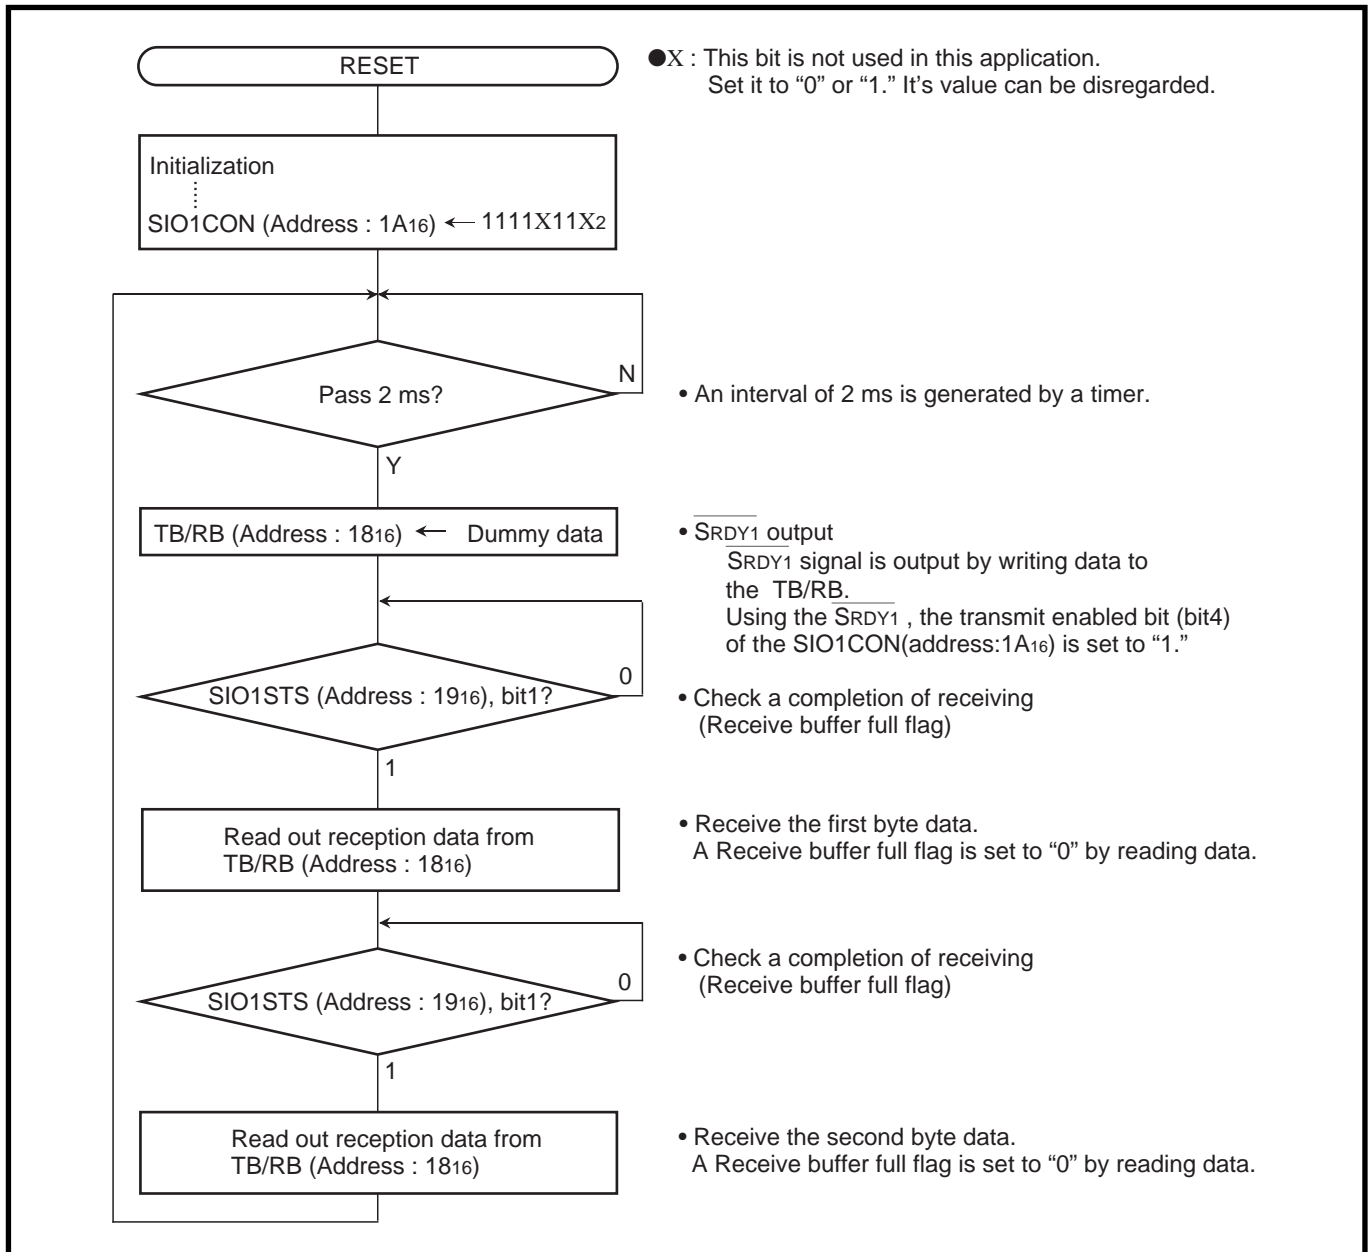 RESET
●X : This bit is not used in this application.
Set it to “0” or “1.” It’s value can be disregarded.
Initialization
SIO1CON (Address : 1A16) ← 1111X11X2
Pass 2 ms?
N
• An interval of 2 ms is generated by a timer.
Y
TB/RB (Address : 1816) ← Dummy data
• SRDY1 output
SRDY1 signal is output by writing data to
the TB/RB.
Using the SRDY1 , the transmit enabled bit (bit4)
of the SIO1CON(address:1A16) is set to “1.”
SIO1STS (Address : 1916), bit1?
0
• Check a completion of receiving
(Receive buffer full flag)
1
Read out reception data from
TB/RB (Address : 1816)
• Receive the first byte data.
A Receive buffer full flag is set to “0” by reading data.
SIO1STS (Address : 1916), bit1?
0
• Check a completion of receiving
(Receive buffer full flag)
1
Read out reception data from
TB/RB (Address : 1816)
• Receive the second byte data.
A Receive buffer full flag is set to “0” by reading data.